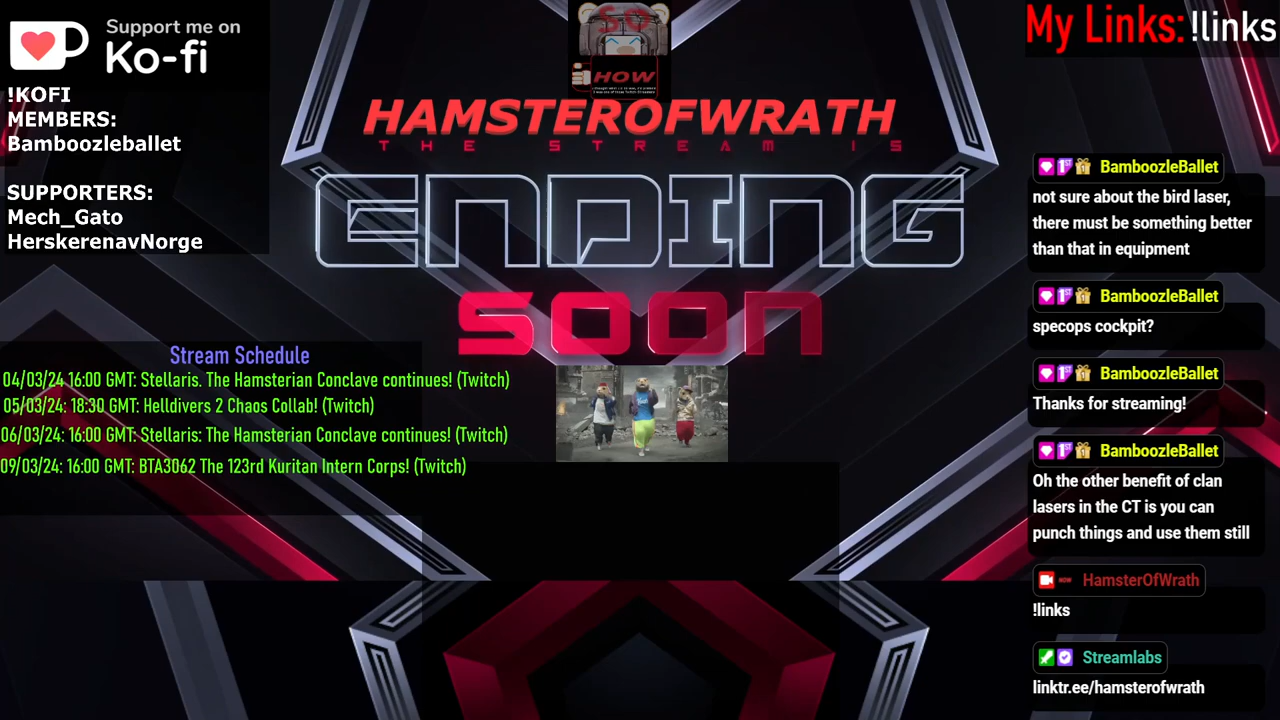 Support me on
Ko-fi
!KOFI
MEMBERS:
Bamboozleballet
SUPPORTERS:
Mech_Gato
HerskerenavNorge
HOW
HAMSTEROFWRATH
THE STREAM IS
ENDING
SOON
Stream Schedule
04/03/24 16:00 GMT: Stellaris. The Hamsterian Conclave continues! (Twitch)
05/03/24: 18:30 GMT: Helldivers 2 Chaos Collab! (Twitch)
06/03/24: 16:00 GMT: Stellaris: The Hamsterian Conclave continues! (Twitch)
09/03/24: 16:00 GMT: BTA3062 The 123rd Kuritan Intern Corps! (Twitch)
My Links: !links
BambooozleBallet
not sure about the bird laser,
there must be something better
than that in equipment
BamboozleBallet
specops cockpit?
BamboozleBallet
Thanks for streaming!
BamboozleBallet
Oh the other benefit of clan
lasers in the CT is you can
punch things and use them still
HamsterOfWrath
!links
Streamlabs
linktr.ee/hamsterofwrath